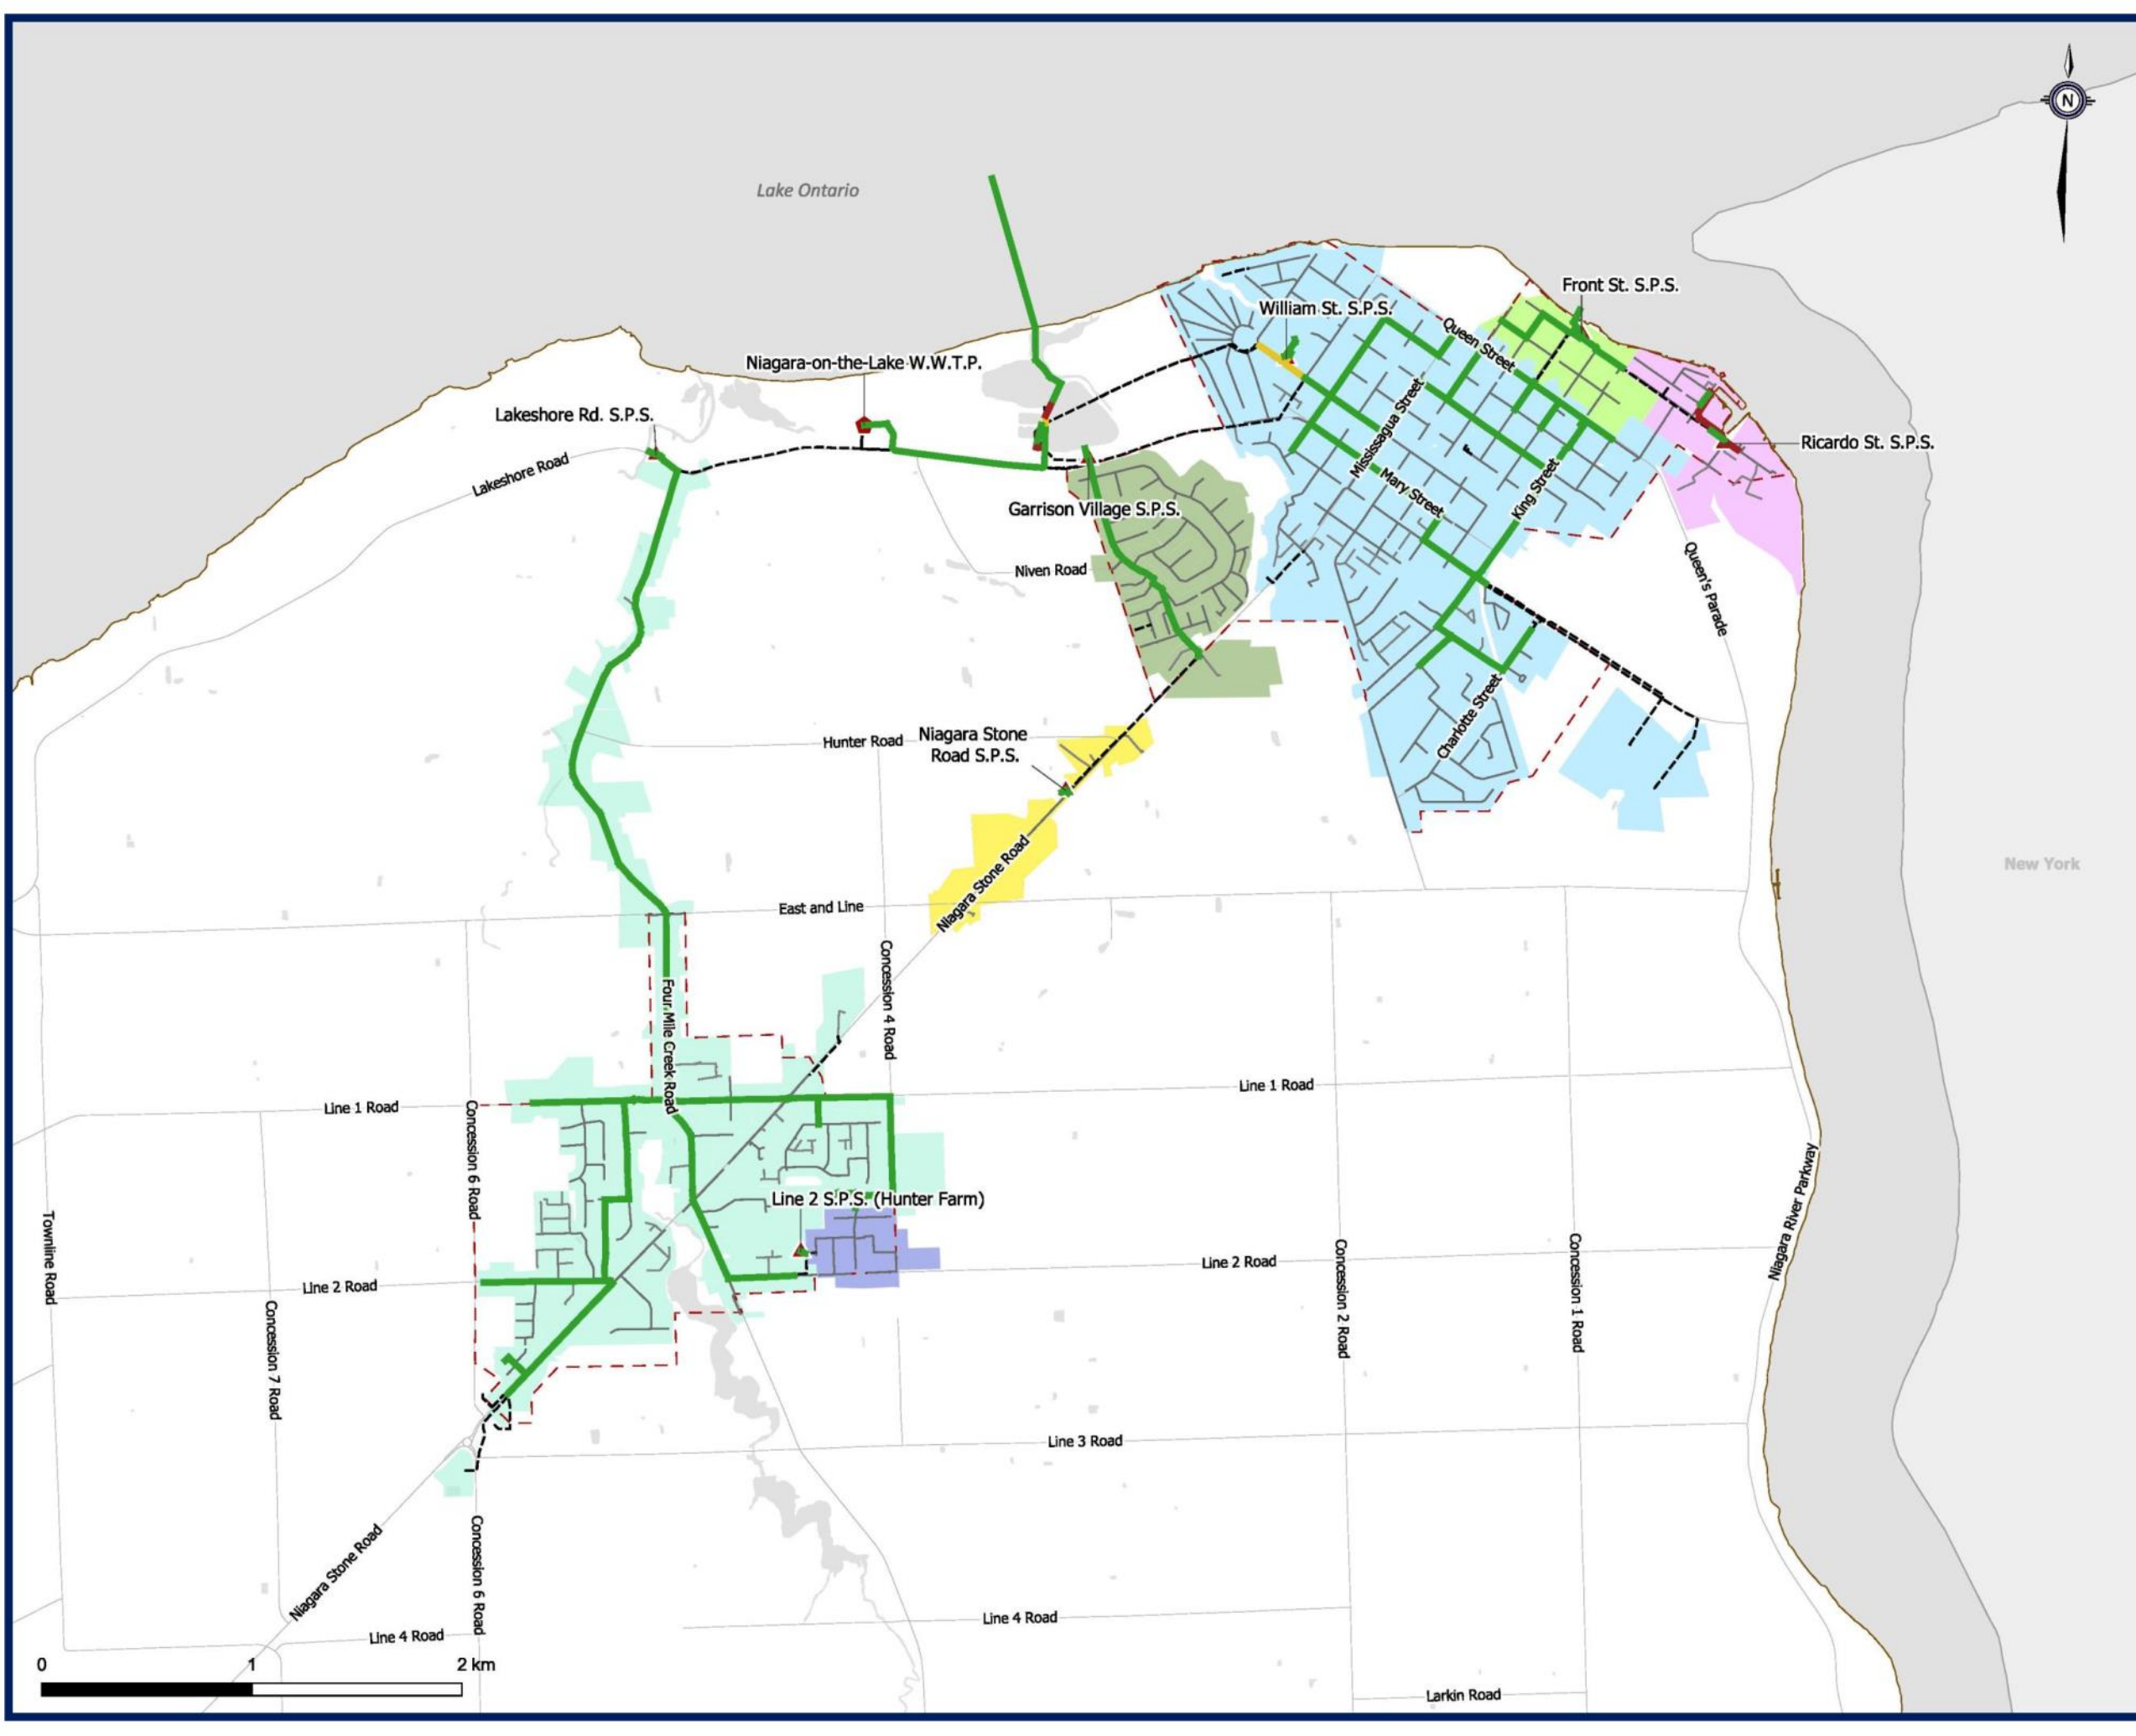 N
Lake Ontario
Front St. S.P.S.
William St. S.P.S.
Queen Street
Niagara-on-the-Lake W.W.T.P.
Mississagua Street
Lakeshore Rd. S.P.S.
Ricardo St. S.P.S.
Lakeshore Road
Mary Street
King Street
Garrison Village S.P.S.
Niven Road
Queen's Parade
Charlotte Street
Hunter Road
Niagara Stone
Road S.P.S.
Niagara Stone Road
New York
East and Line
Concession 4 Road
Four Mile Creek Road
Line 1 Road
Line 1 Road
Concession 6 Road
Line 2 S.P.S. (Hunter Farm)
Niagara River Parkway
Townline Road
Line 2 Road
Line 2 Road
Concession 2 Road
Concession 1 Road
Concession 7 Road
Line 3 Road
Concession 6 Road
Niagara Stone Road
Line 4 Road
Line 4 Road
0 1 2 km
Larkin Road